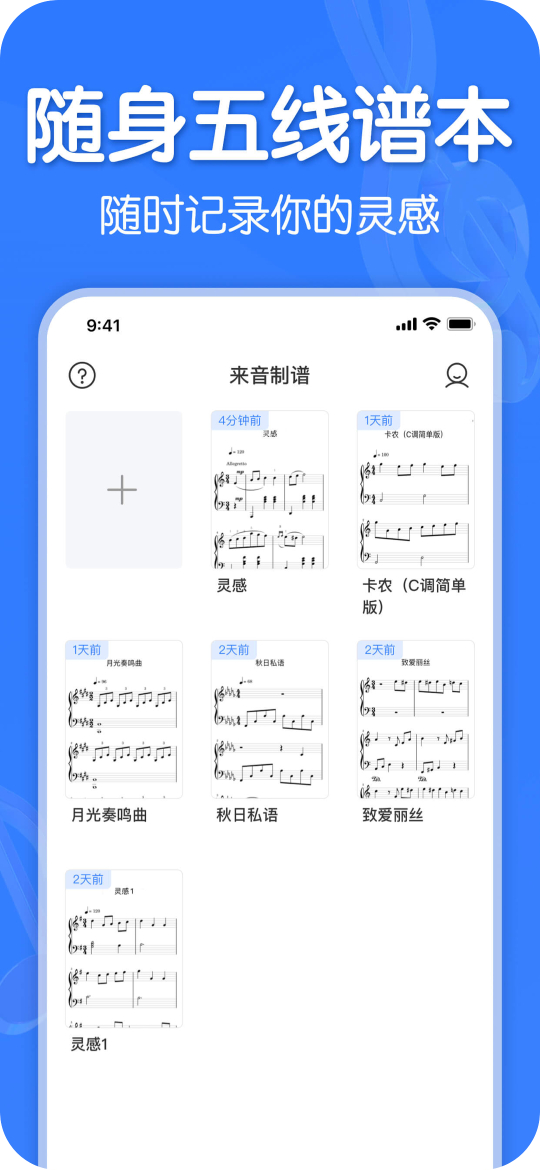 随身五线谱本
随时记录你的灵感
9:41
来音制谱
4分钟前
灵感
♩= 120
Allegretto
mp
mp
灵感
1天前
卡农（C调简单版）
♩= 100
卡农（C调简单
版）
1天前
月光奏鸣曲
月光奏鸣曲
2天前
秋日私语
秋日私语
2天前
致爱丽丝
致爱丽丝
2天前
灵感 1
♩= 120
灵感1